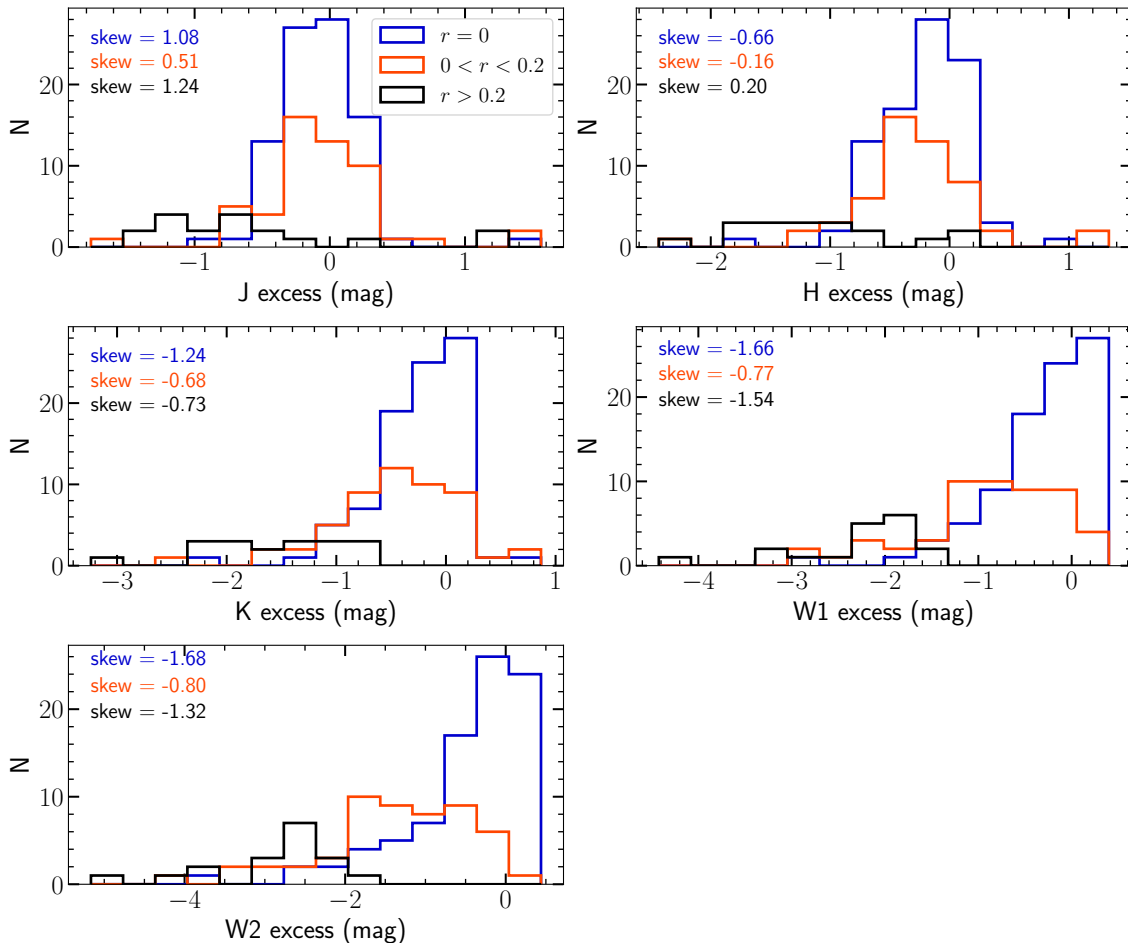 skew = 1.08
skew = 0.51
skew = 1.24
r = 0
0 < r < 0.2
r > 0.2
N
0
10
20
−1
0
1
J excess (mag)
skew = -0.66
skew = -0.16
skew = 0.20
N
0
10
20
−2
−1
0
1
H excess (mag)
skew = -1.24
skew = -0.68
skew = -0.73
N
0
10
20
−3
−2
−1
0
1
K excess (mag)
skew = -1.66
skew = -0.77
skew = -1.54
N
0
10
20
−4
−3
−2
−1
0
W1 excess (mag)
skew = -1.68
skew = -0.80
skew = -1.32
N
0
10
20
−4
−2
0
W2 excess (mag)